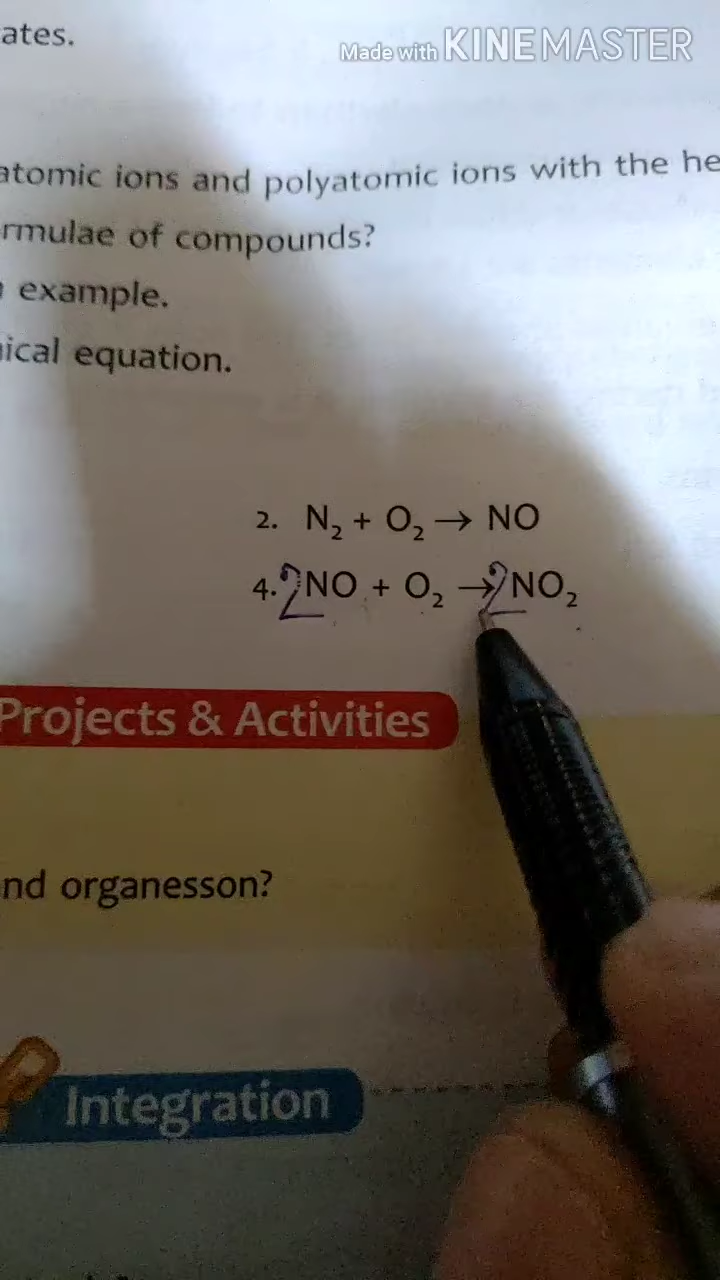 ates.
Made with KINEMASTER
atomic ions and polyatomic ions with the he
rmulae of compounds?
example.
ical equation.
2. N₂ + O₂ → NO
4. 2NO + O₂ → 2NO₂
Projects & Activities
nd organesson?
Integration